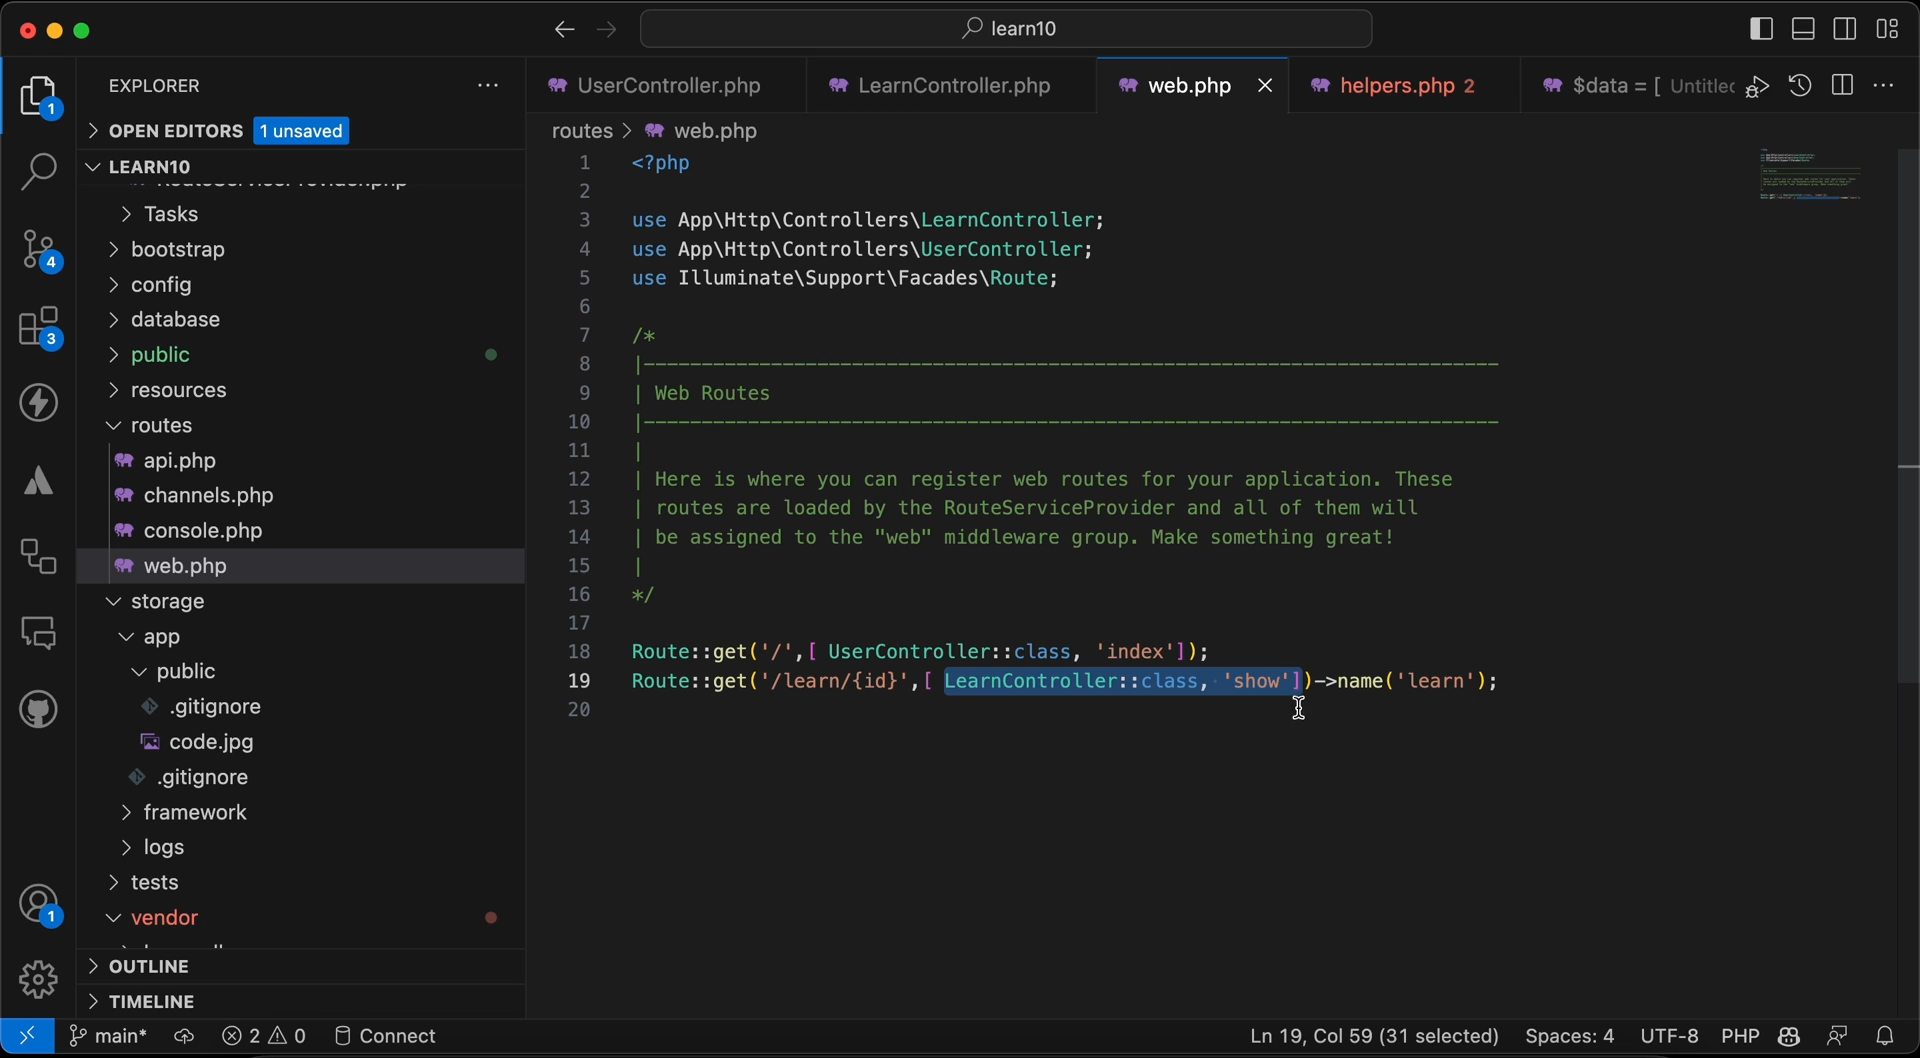 learn10
EXPLORER
OPEN EDITORS 1 unsaved
LEARN10
Tasks
bootstrap
config
database
public
resources
routes
api.php
channels.php
console.php
web.php
storage
app
public
.gitignore
code.jpg
.gitignore
framework
logs
tests
vendor
OUTLINE
TIMELINE
1
4
3
1
UserController.php
LearnController.php
web.php
helpers.php 2
$data = [ Untitled
routes > web.php
1 <?php
2
3 use App\Http\Controllers\LearnController;
4 use App\Http\Controllers\UserController;
5 use Illuminate\Support\Facades\Route;
6
7 /*
8 |--------------------------------------------------------------------------
9 | Web Routes
10 |--------------------------------------------------------------------------
11 |
12 | Here is where you can register web routes for your application. These
13 | routes are loaded by the RouteServiceProvider and all of them will
14 | be assigned to the "web" middleware group. Make something great!
15 |
16 */
17
18 Route::get('/',[ UserController::class, 'index']);
19 Route::get('/learn/{id}',[ LearnController::class, 'show'])->name('learn');
20
main* 2 0 Connect
Ln 19, Col 59 (31 selected) Spaces: 4 UTF-8 PHP